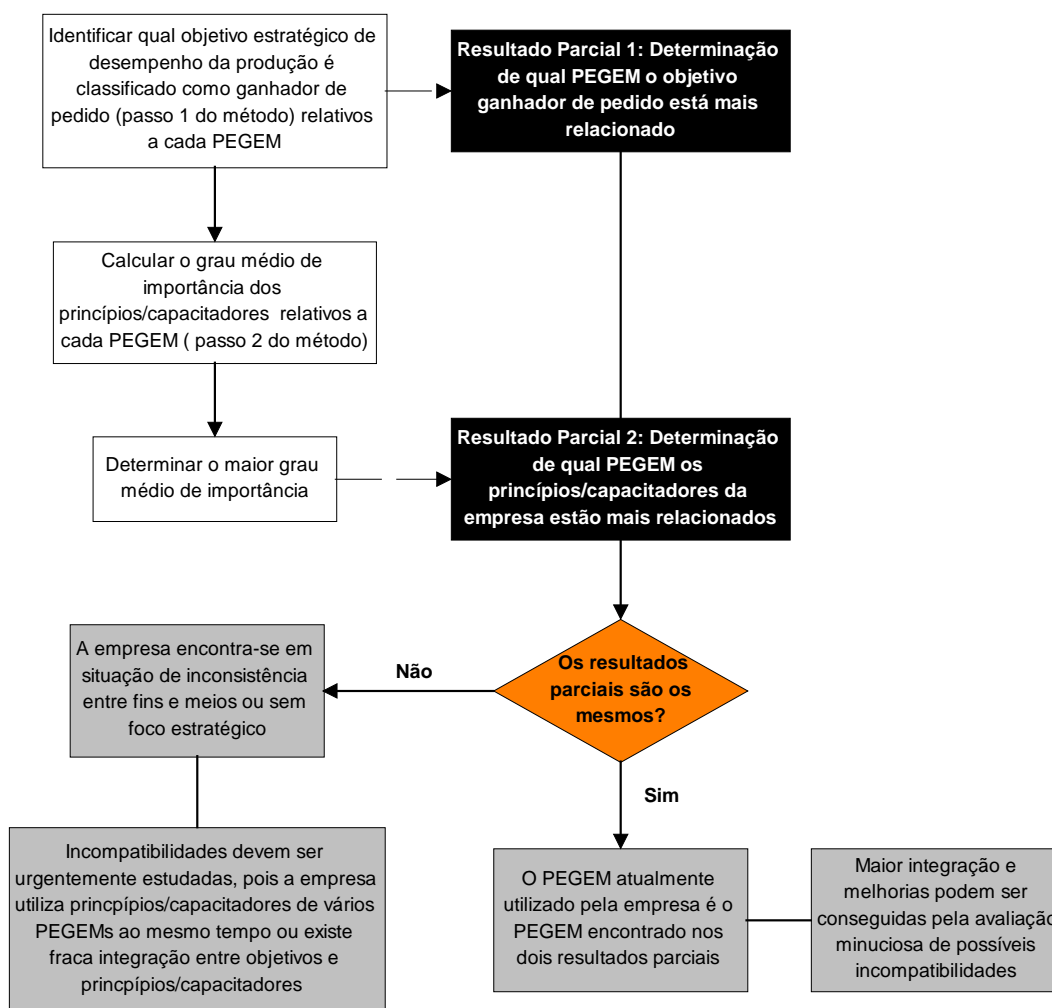 Identificar qual objetivo estratégico de
desempenho da produção é
classificado como ganhador de
pedido (passo 1 do método) relativos
a cada PEGEM
Resultado Parcial 1: Determinação
de qual PEGEM o objetivo
ganhador de pedido está mais
relacionado
Calcular o grau médio de
importância dos
princípios/capacitadores relativos a
cada PEGEM ( passo 2 do método)
Determinar o maior grau
médio de importância
Resultado Parcial 2: Determinação
de qual PEGEM os
princípios/capacitadores da
empresa estão mais relacionados
Os resultados
parciais são os
mesmos?
Não
A empresa encontra-se em
situação de inconsistência
entre fins e meios ou sem
foco estratégico
Sim
Incompatibilidades devem ser
urgentemente estudadas, pois a empresa
utiliza princpípios/capacitadores de vários
PEGEMs ao mesmo tempo ou existe
fraca integração entre objetivos e
princpípios/capacitadores
O PEGEM atualmente
utilizado pela empresa é o
PEGEM encontrado nos
dois resultados parciais
Maior integração e
melhorias podem ser
conseguidas pela avaliação
minuciosa de possíveis
incompatibilidades